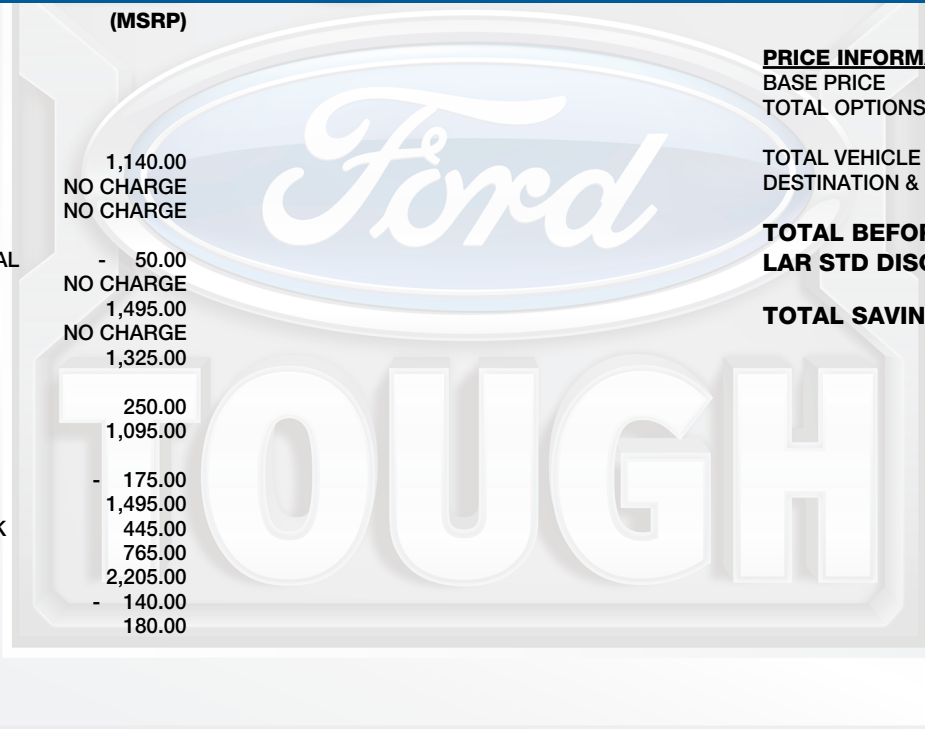 (MSRP)
1,140.00
NO CHARGE
NO CHARGE
AL - 50.00
NO CHARGE
1,495.00
NO CHARGE
1,325.00
250.00
1,095.00
- 175.00
1,495.00
K 445.00
765.00
2,205.00
- 140.00
180.00
PRICE INFORMA
BASE PRICE
TOTAL OPTIONS
TOTAL VEHICLE
DESTINATION &
TOTAL BEFOR
LAR STD DISC
TOTAL SAVIN
Ford
TOUGH